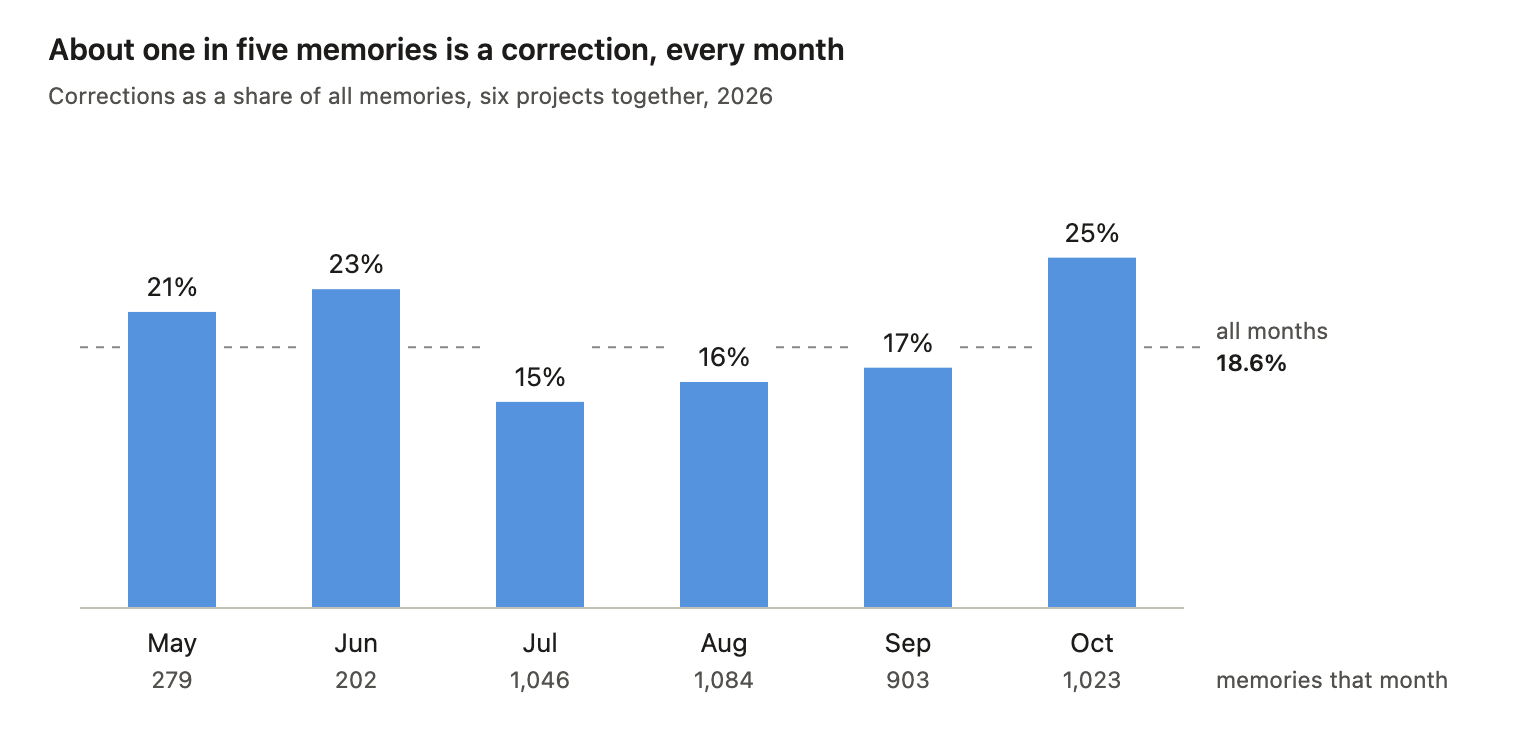 About one in five memories is a correction, every month
Corrections as a share of all memories, six projects together, 2026
21%
23%
15%
16%
17%
25%
all months
18.6%
May
Jun
Jul
Aug
Sep
Oct
279
202
1,046
1,084
903
1,023
memories that month